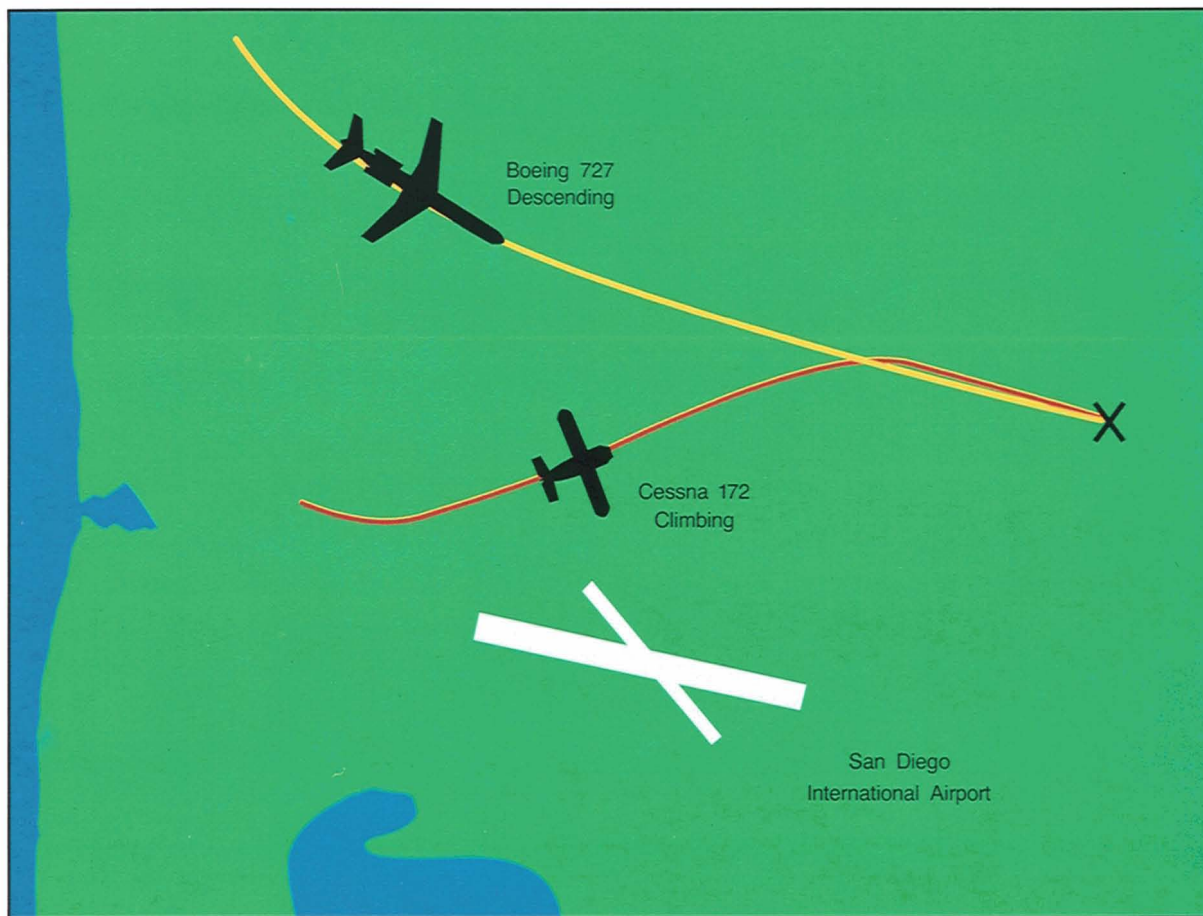 Boeing 727
Descending
Cessna 172
Climbing
San Diego
International Airport